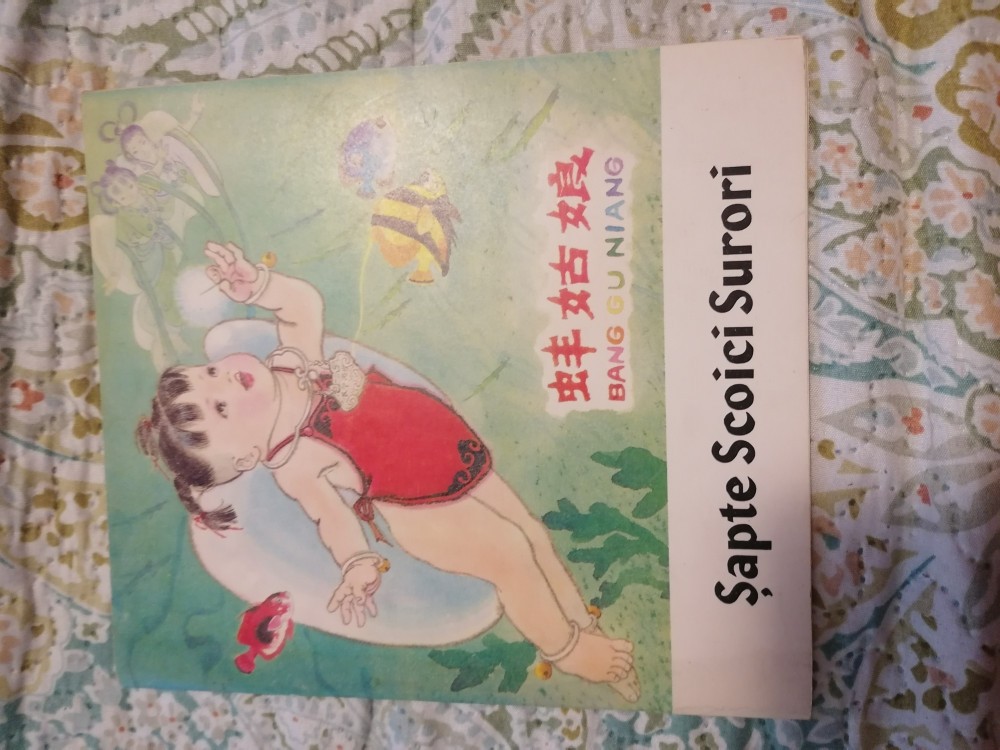 蚌姑娘
BANG GU NIANG
Șapte Scoici Surori